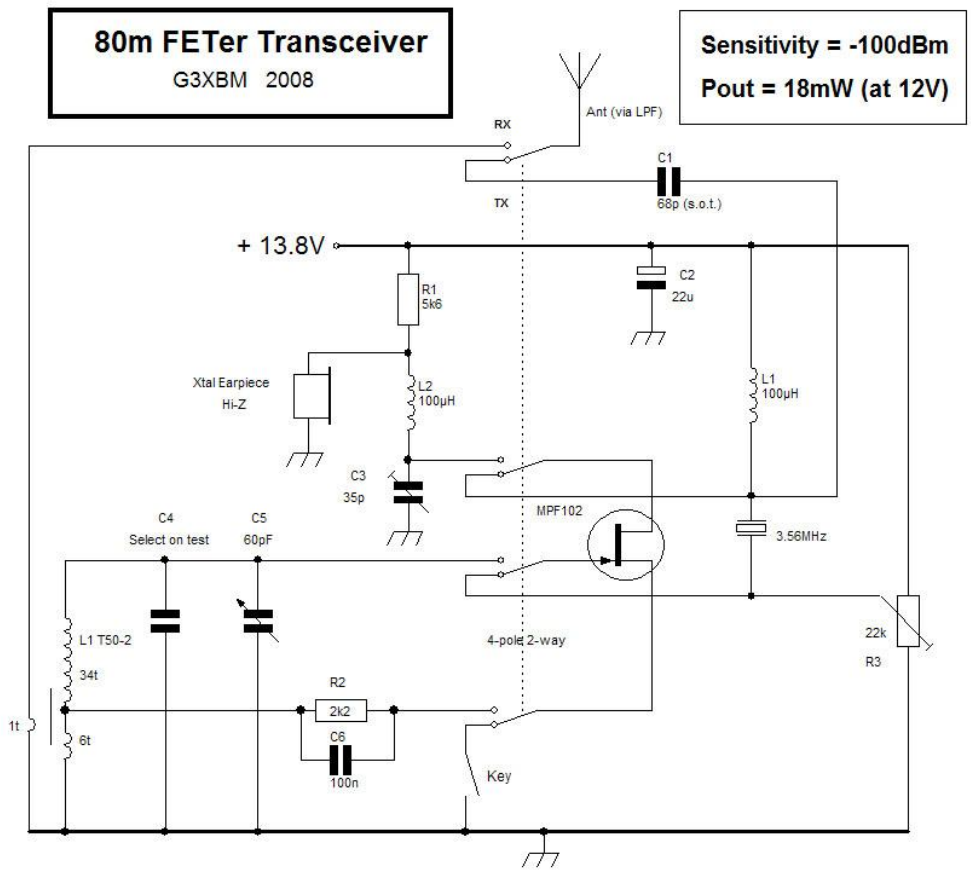 80m FETer Transceiver
G3XBM 2008
Sensitivity = -100dBm
Pout = 18mW (at 12V)
Ant (via LPF)
RX
TX
C1
68p (s.o.t.)
+ 13.8V
R1
5k6
C2
22u
Xtal Earpiece
Hi-Z
L2
100µH
L1
100µH
C3
35p
MPF102
3.56MHz
C4
Select on test
C5
60pF
L1 T50-2
34t
4-pole 2-way
22k
R3
R2
2k2
C6
100n
1t
6t
Key